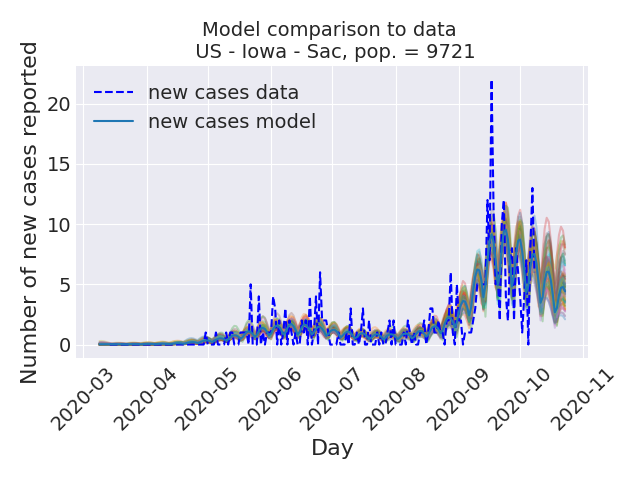 Model comparison to data
US - Iowa - Sac, pop. = 9721
Number of new cases reported
new cases data
new cases model
20
15
10
5
0
2020-03
2020-04
2020-05
2020-06
2020-07
2020-08
2020-09
2020-10
2020-11
Day